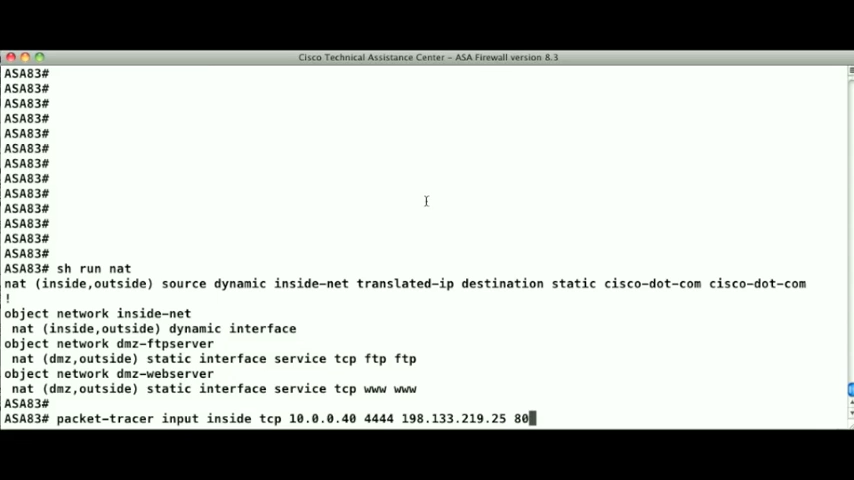 Cisco Technical Assistance Center – ASA Firewall version 8.3
ASA83#
ASA83#
ASA83#
ASA83#
ASA83#
ASA83#
ASA83#
ASA83#
ASA83#
ASA83#
ASA83#
ASA83#
ASA83#
ASA83# sh run nat
nat (inside,outside) source dynamic inside-net translated-ip destination static cisco-dot-com cisco-dot-com
!
object network inside-net
 nat (inside,outside) dynamic interface
object network dmz-ftpserver
 nat (dmz,outside) static interface service tcp ftp ftp
object network dmz-webserver
 nat (dmz,outside) static interface service tcp www www
ASA83#
ASA83# packet-tracer input inside tcp 10.0.0.40 4444 198.133.219.25 80